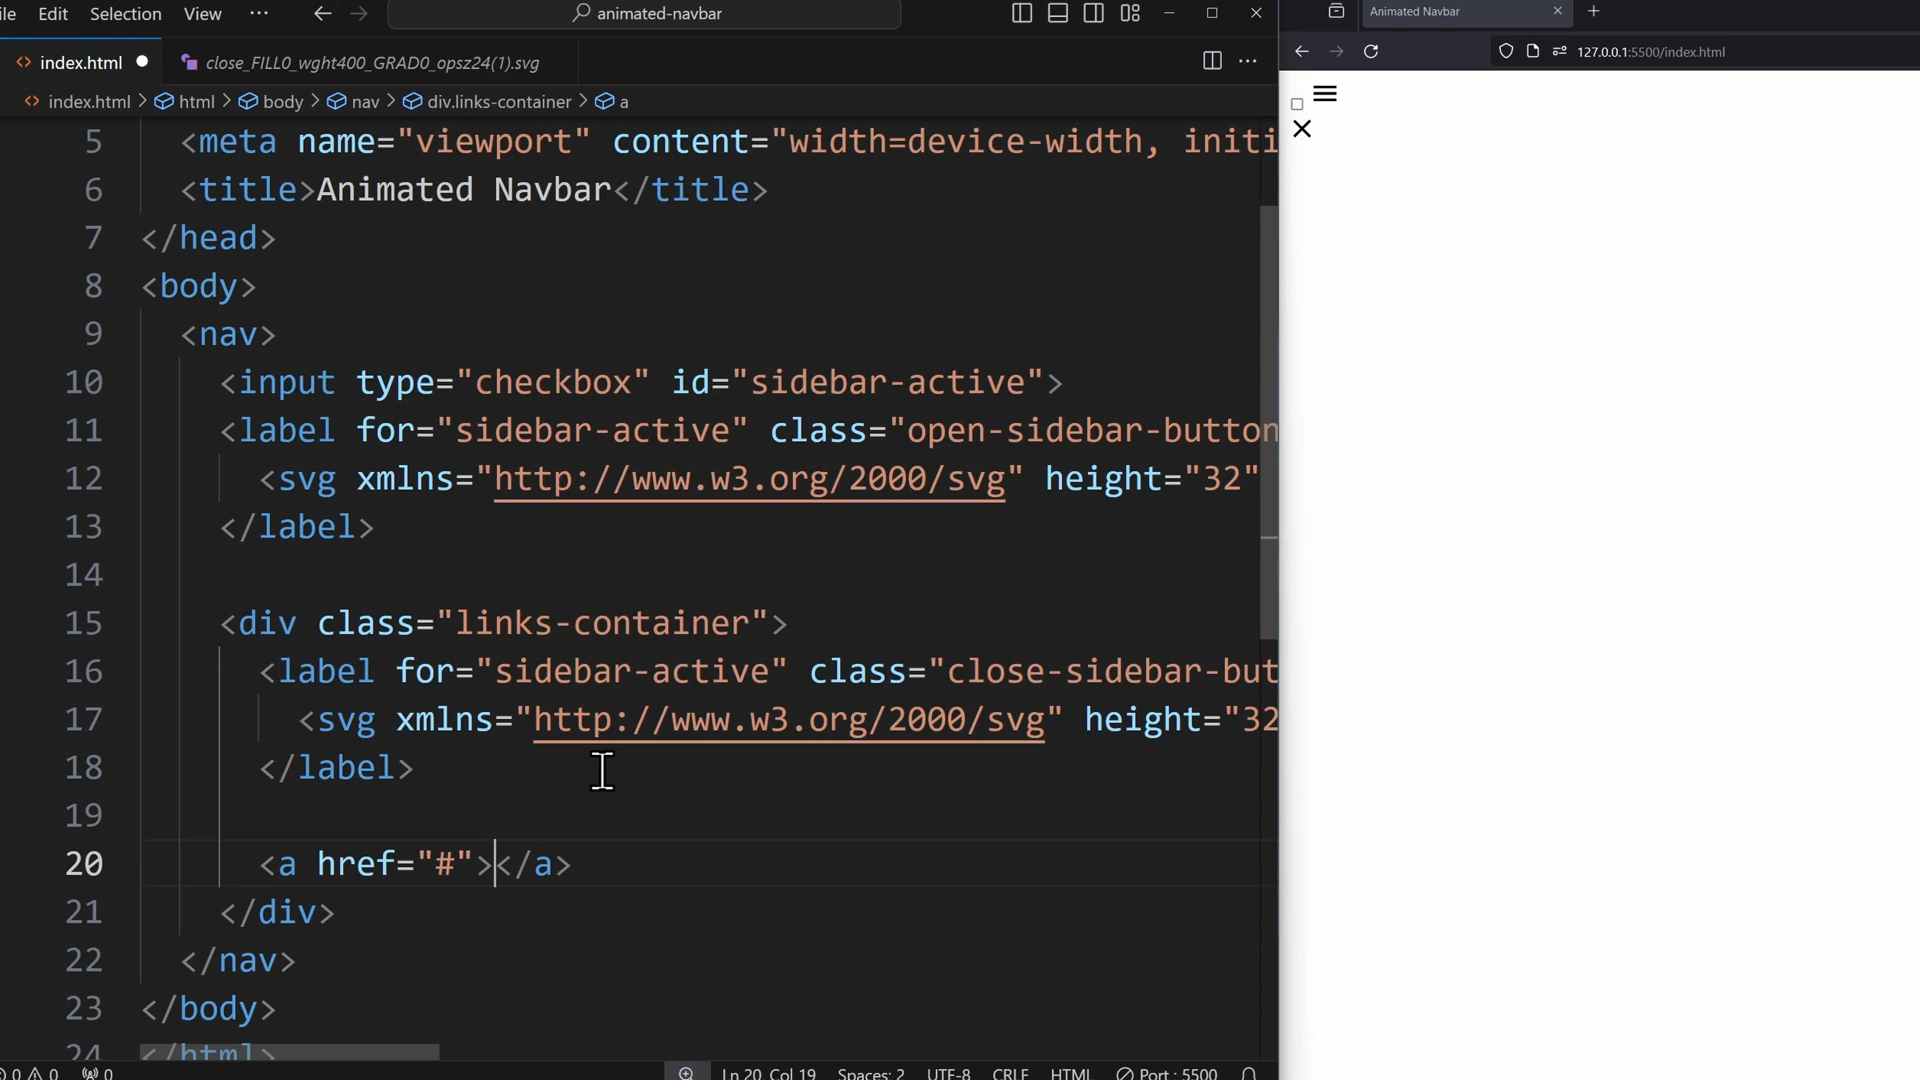 ile Edit Selection View ··· animated-navbar
Animated Navbar
index.html close_FILL0_wght400_GRAD0_opsz24(1).svg
127.0.0.1:5500/index.html
index.html > html > body > nav > div.links-container > a
5 <meta name="viewport" content="width=device-width, initi
6 <title>Animated Navbar</title>
7 </head>
8 <body>
9 <nav>
10 <input type="checkbox" id="sidebar-active">
11 <label for="sidebar-active" class="open-sidebar-button
12 <svg xmlns="http://www.w3.org/2000/svg" height="32"
13 </label>
14
15 <div class="links-container">
16 <label for="sidebar-active" class="close-sidebar-but
17 <svg xmlns="http://www.w3.org/2000/svg" height="32
18 </label>
19
20 <a href="#"></a>
21 </div>
22 </nav>
23 </body>
24 </html>
0 0 0 Ln 20, Col 19 Spaces: 2 UTF-8 CRLF HTML Port : 5500